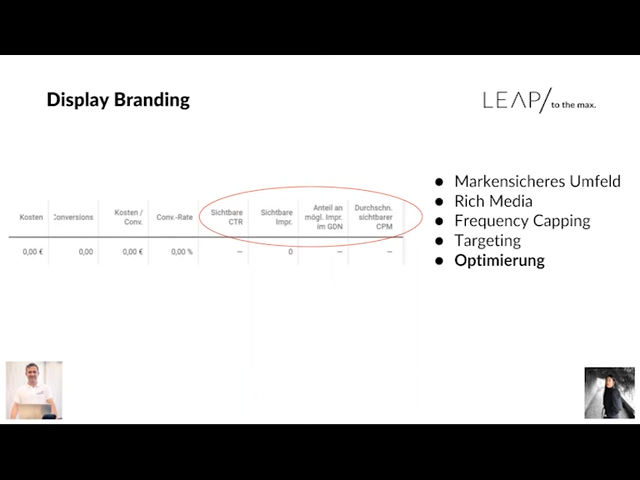 Display Branding
LEAP/ to the max.
Markensicheres Umfeld
Rich Media
Frequency Capping
Targeting
Optimierung
Kosten
Conversions
Kosten /
Conv.
Conv.-Rate
Sichtbare
CTR
Sichtbare
Impr.
Anteil an
mögl. Impr.
im GDN
Durchschn.
sichtbarer
CPM
0,00 €
0,00
0,00 €
0,00 %
—
0
—
—